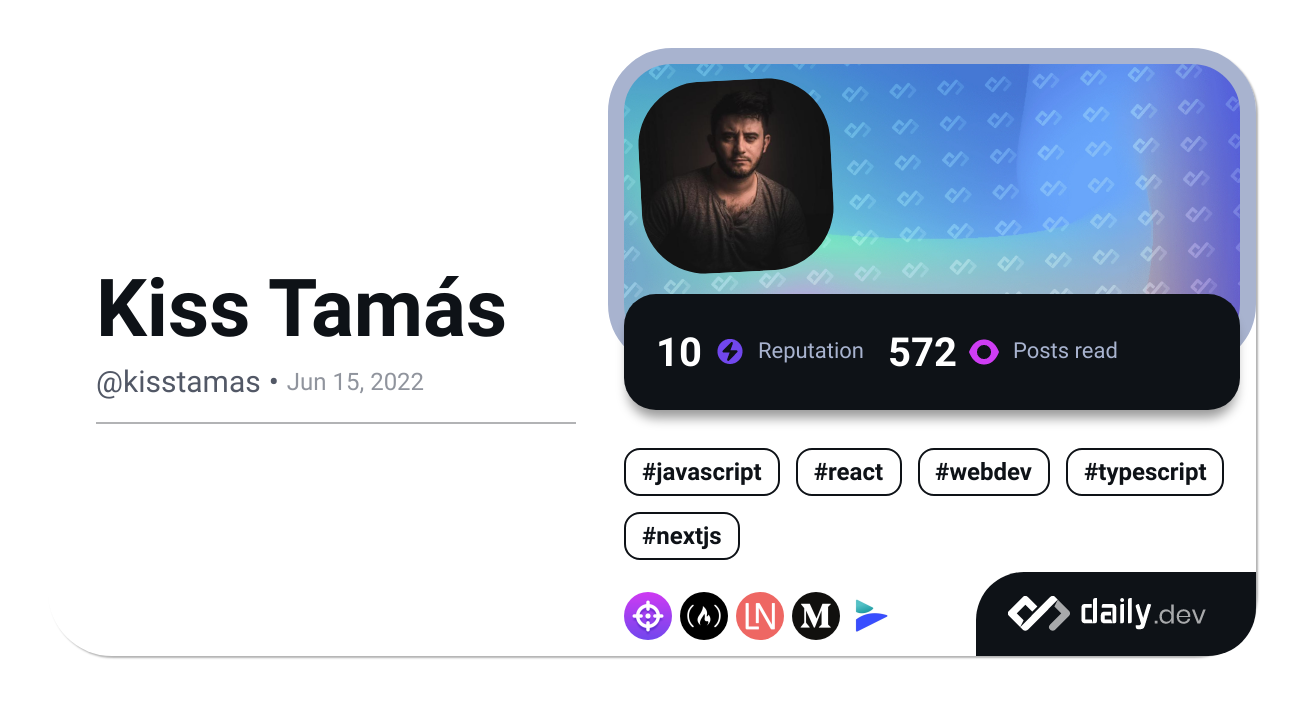 Kiss Tamás
@kisstamas • Jun 15, 2022
10 Reputation 572 Posts read
#javascript #react #webdev #typescript
#nextjs
LN M
daily.dev